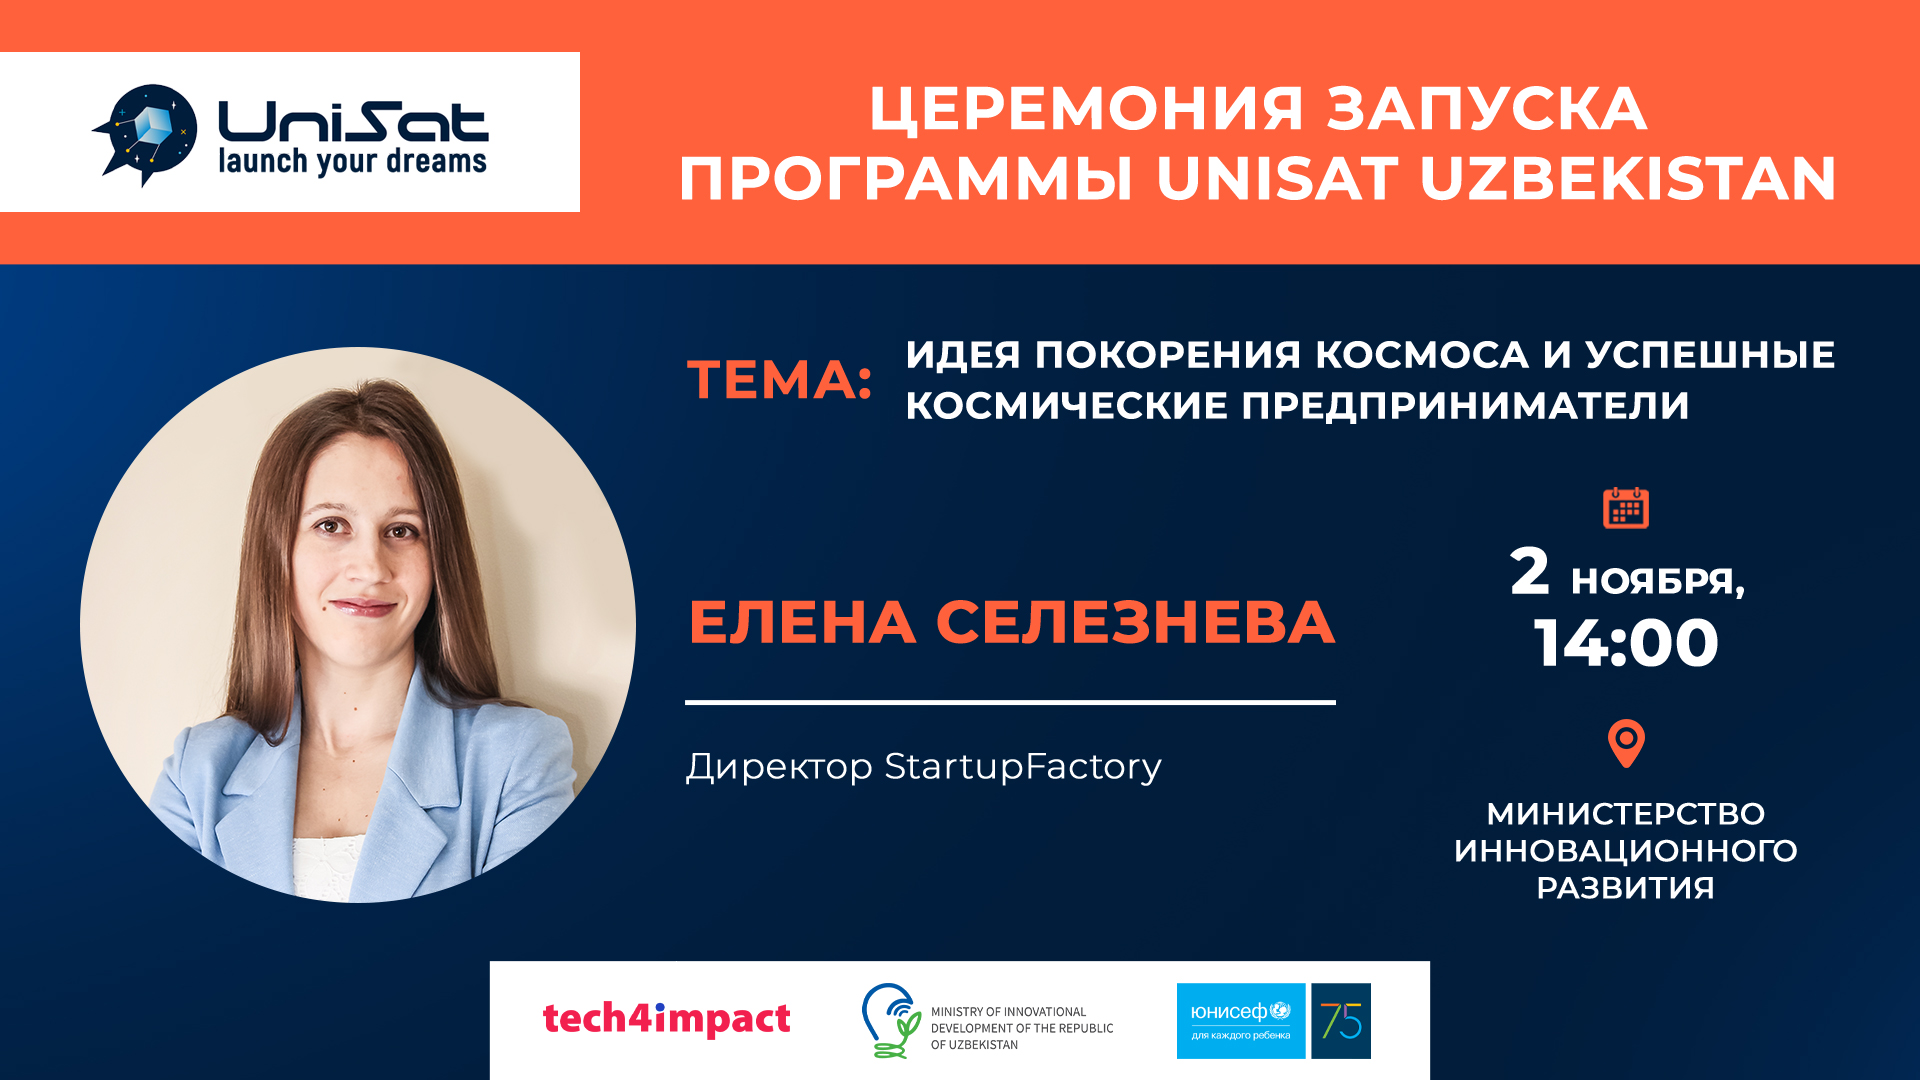 UniSat
launch your dreams
ЦЕРЕМОНИЯ ЗАПУСКА
ПРОГРАММЫ UNISAT UZBEKISTAN
ТЕМА:
ИДЕЯ ПОКОРЕНИЯ КОСМОСА И УСПЕШНЫЕ
КОСМИЧЕСКИЕ ПРЕДПРИНИМАТЕЛИ
ЕЛЕНА СЕЛЕЗНЕВА
Директор StartupFactory
2 НОЯБРЯ,
14:00
МИНИСТЕРСТВО
ИННОВАЦИОННОГО
РАЗВИТИЯ
tech4impact
MINISTRY OF INNOVATIONAL
DEVELOPMENT OF THE REPUBLIC
OF UZBEKISTAN
юнисеф
для каждого ребенка
75